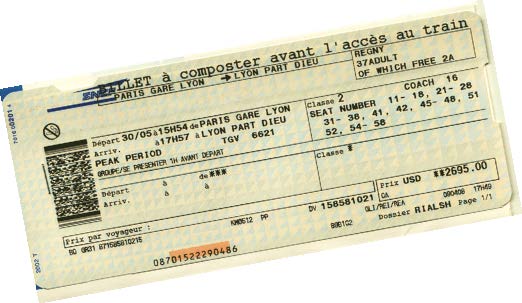 BILLET à composter avant l'accès au train
PARIS GARE LYON → LYON PART DIEU
REGNY
37ADULT
OF WHICH FREE 2A
Départ 30/05 à 15H54 de PARIS GARE LYON
Arriv. à 17H57 à LYON PART DIEU
PEAK PERIOD TGV 6621
GROUPE/SE PRESENTER 1H AVANT DEPART
Classe 2 COACH 16
SEAT NUMBER 11- 18, 21- 28
31- 38, 41, 42, 45- 48, 51
52, 54- 58
Départ à de ***
Arriv. à à
Classe *
Prix par voyageur :
KM0512 PP
DV 158581021
Prix USD **2695.00
CA 090408 17H49
GLI/REI/REA
Dossier RIALSH Page 1/1
08701522290486